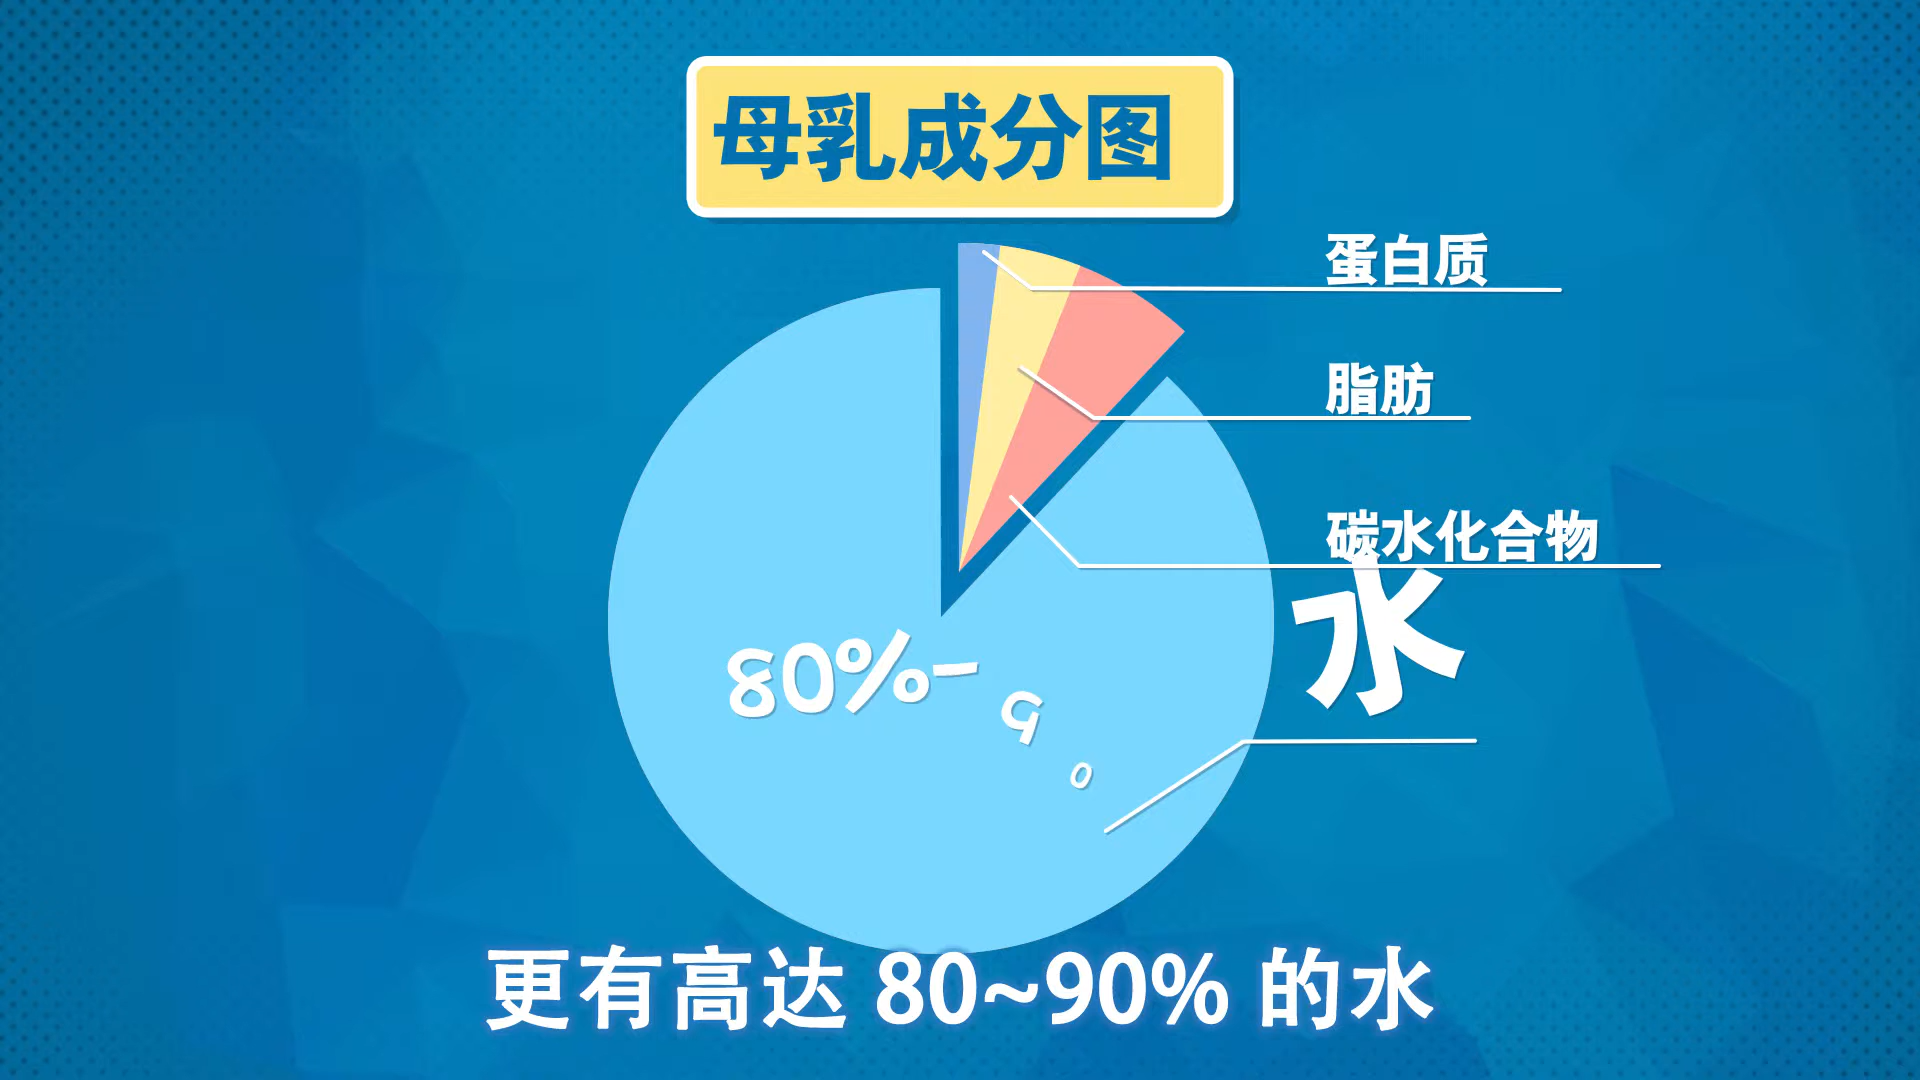 母乳成分图
蛋白质
脂肪
碳水化合物
水
80%-90
更有高达 80~90% 的水